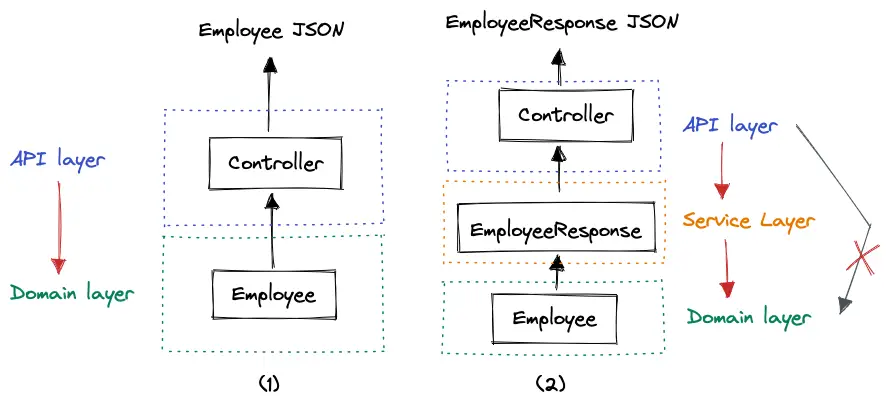 Employee JSON
Controller
Employee
API layer
Domain layer
(1)
EmployeeResponse JSON
Controller
EmployeeResponse
Employee
API layer
Service Layer
Domain layer
(2)